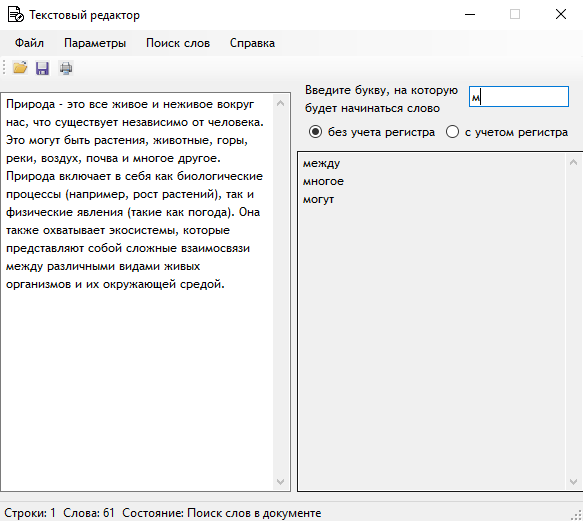 Текстовый редактор
Файл Параметры Поиск слов Справка
Природа - это все живое и неживое вокруг
нас, что существует независимо от человека.
Это могут быть растения, животные, горы,
реки, воздух, почва и многое другое.
Природа включает в себя как биологические
процессы (например, рост растений), так и
физические явления (такие как погода). Она
также охватывает экосистемы, которые
представляют собой сложные взаимосвязи
между различными видами живых
организмов и их окружающей средой.
Введите букву, на которую
будет начинаться слово
м
без учета регистра с учетом регистра
между
многое
могут
Строки: 1 Слова: 61 Состояние: Поиск слов в документе